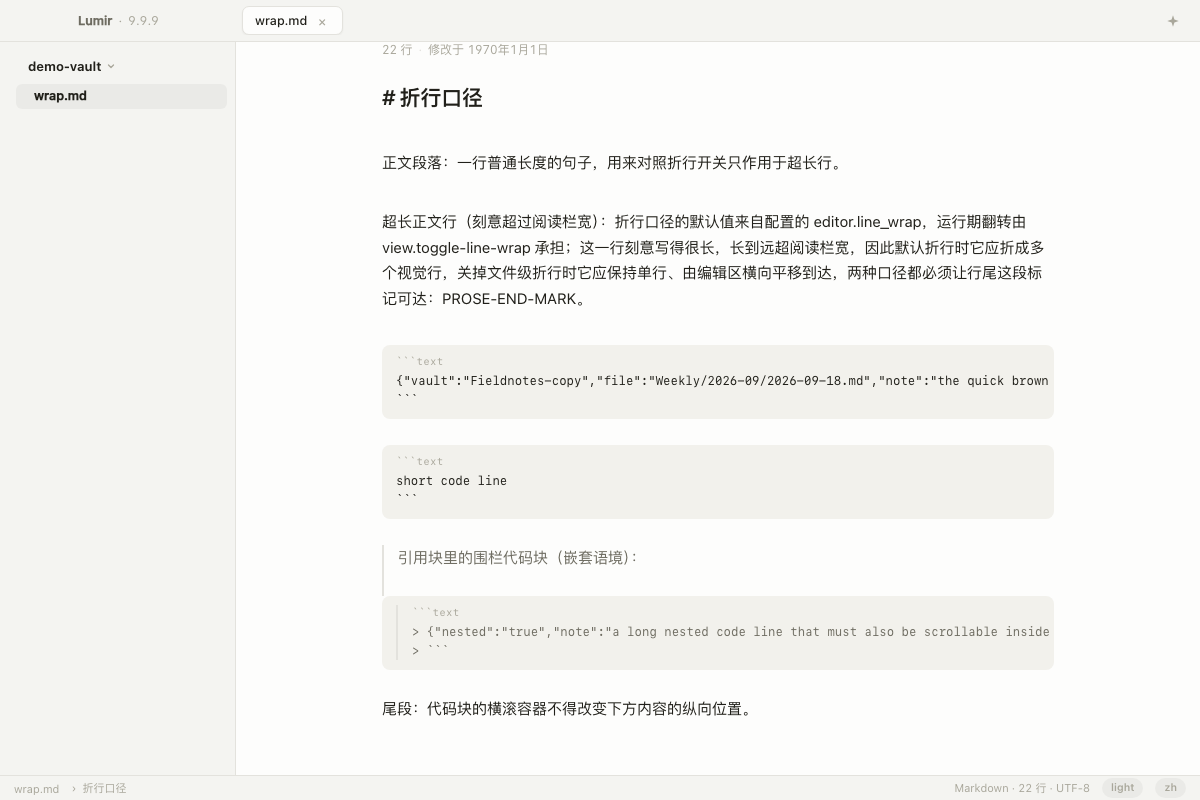 Lumir · 9.9.9
wrap.md ×
demo-vault
wrap.md
22 行 · 修改于 1970年1月1日
# 折行口径
正文段落：一行普通长度的句子，用来对照折行开关只作用于超长行。
超长正文行（刻意超过阅读栏宽）：折行口径的默认值来自配置的 editor.line_wrap，运行期翻转由
view.toggle-line-wrap 承担；这一行刻意写得很长，长到远超阅读栏宽，因此默认折行时它应折成多
个视觉行，关掉文件级折行时它应保持单行、由编辑区横向平移到达，两种口径都必须让行尾这段标
记可达：PROSE-END-MARK。
```text
{"vault":"Fieldnotes-copy","file":"Weekly/2026-09/2026-09-18.md","note":"the quick brown
```
```text
short code line
```
引用块里的围栏代码块（嵌套语境）：
```text
> {"nested":"true","note":"a long nested code line that must also be scrollable inside
> ```
尾段：代码块的横滚容器不得改变下方内容的纵向位置。
wrap.md › 折行口径
Markdown · 22 行 · UTF-8 light zh